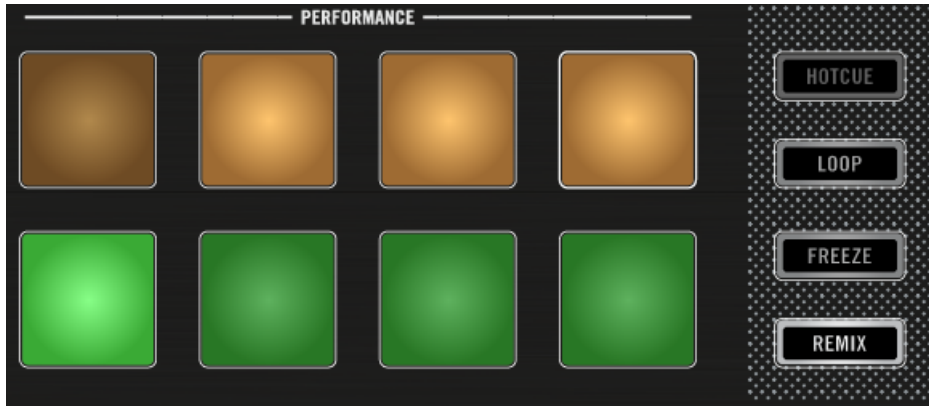 PERFORMANCE
HOTCUE
LOOP
FREEZE
REMIX